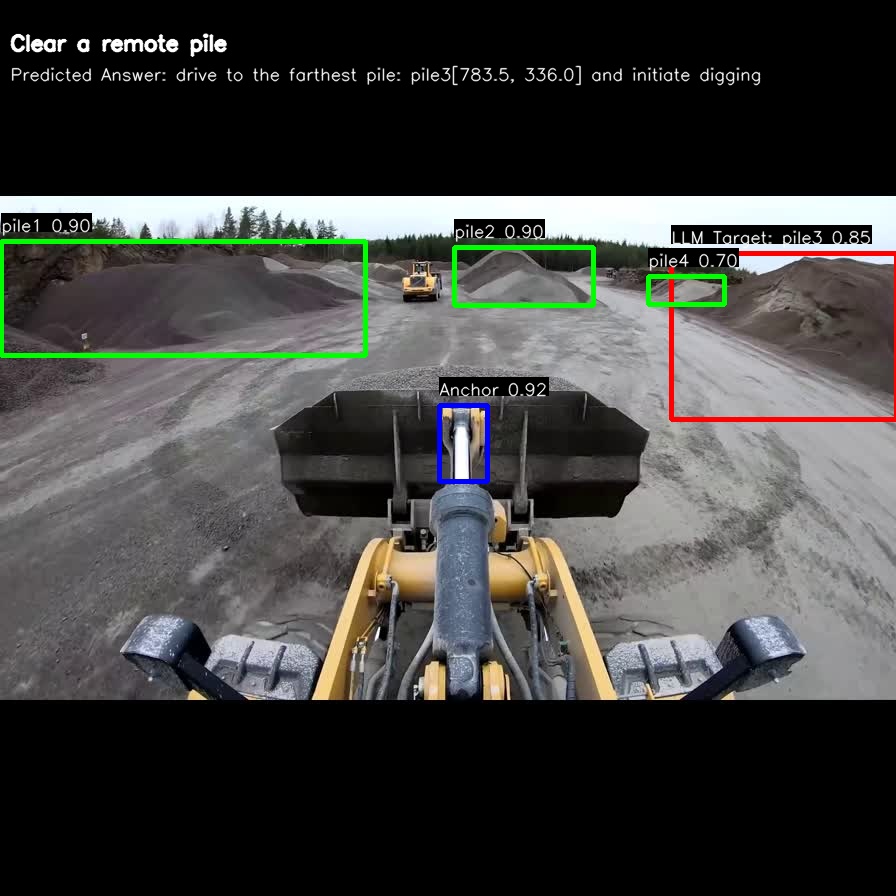 Clear a remote pile
Predicted Answer: drive to the farthest pile: pile3[783.5, 336.0] and initiate digging
pile1 0.90
pile2 0.90
LLM Target: pile3 0.85
pile4 0.70
Anchor 0.92